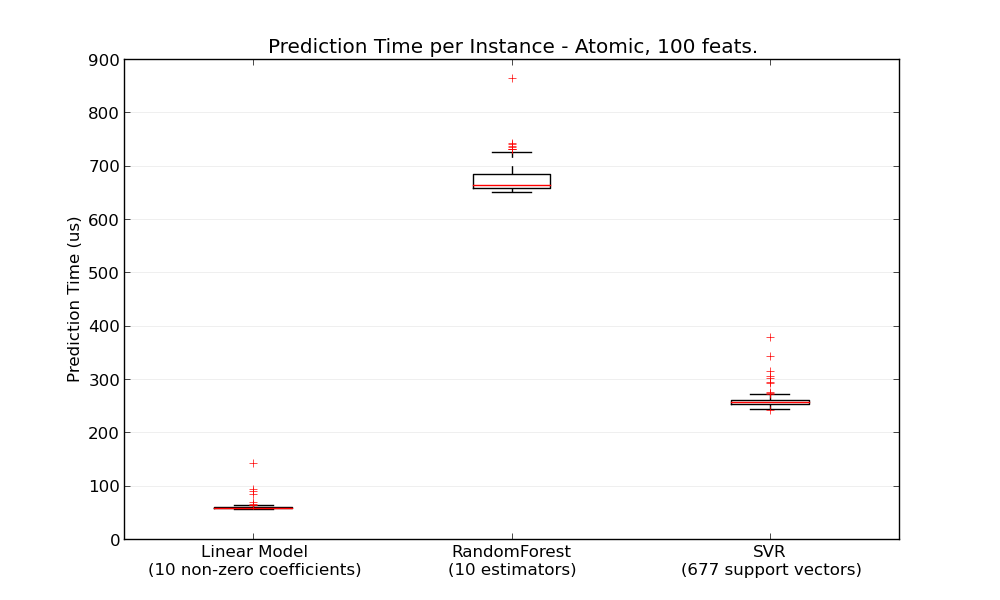 Prediction Time per Instance - Atomic, 100 feats.
900
800
700
600
500
400
300
200
100
0
Prediction Time (us)
Linear Model
(10 non-zero coefficients)
RandomForest
(10 estimators)
SVR
(677 support vectors)